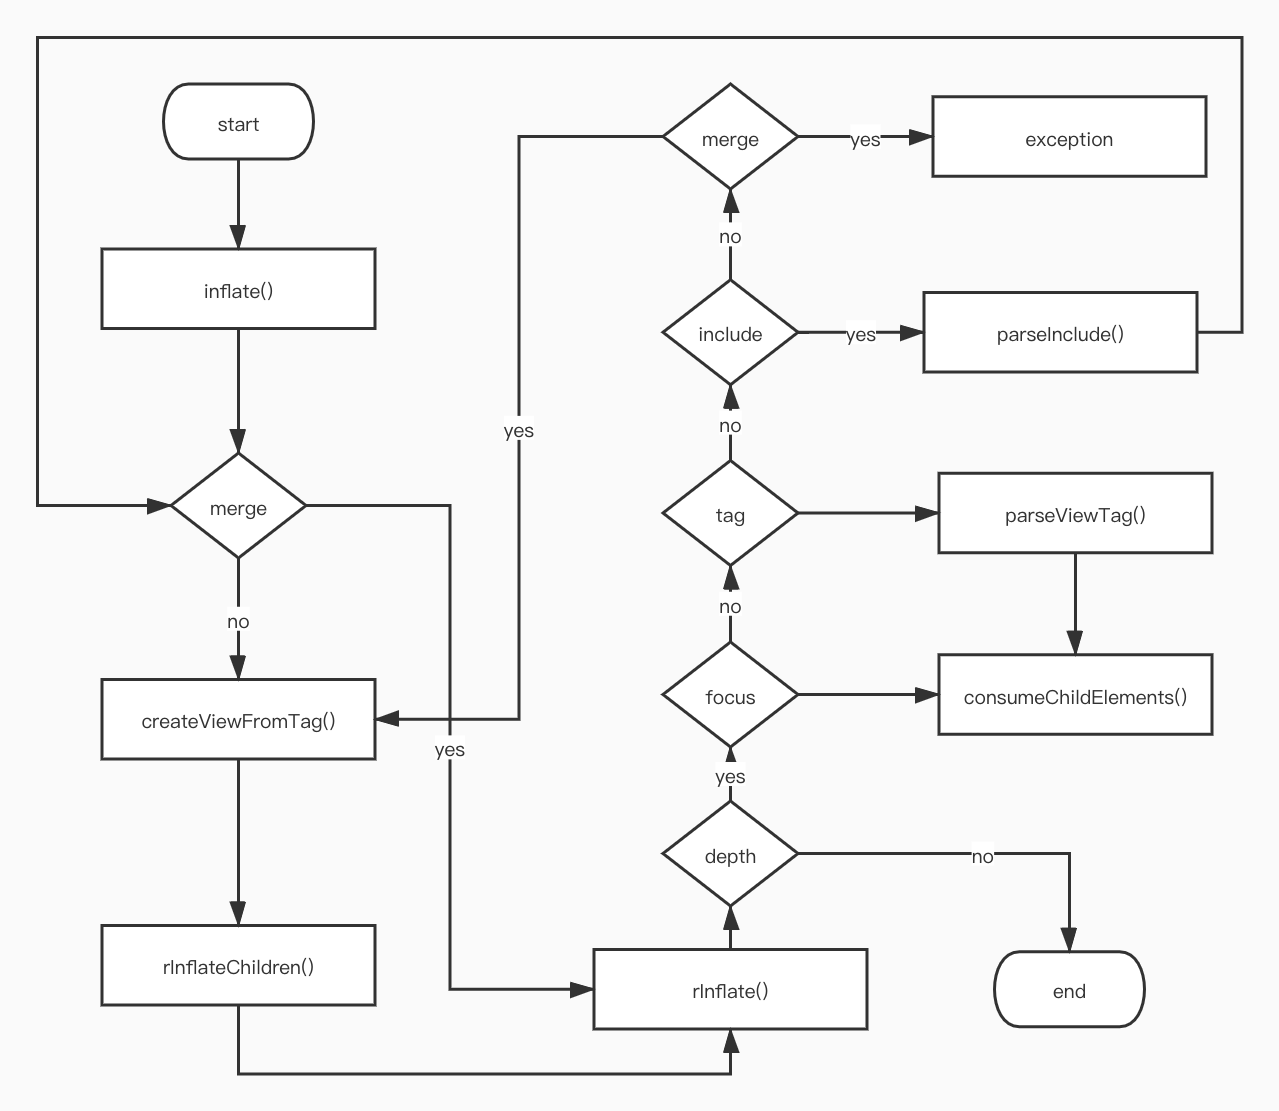 start
inflate()
merge
no
createViewFromTag()
rInflateChildren()
yes
yes
merge
yes
exception
no
include
yes
parseInclude()
no
tag
parseViewTag()
no
focus
consumeChildElements()
yes
depth
no
rInflate()
end